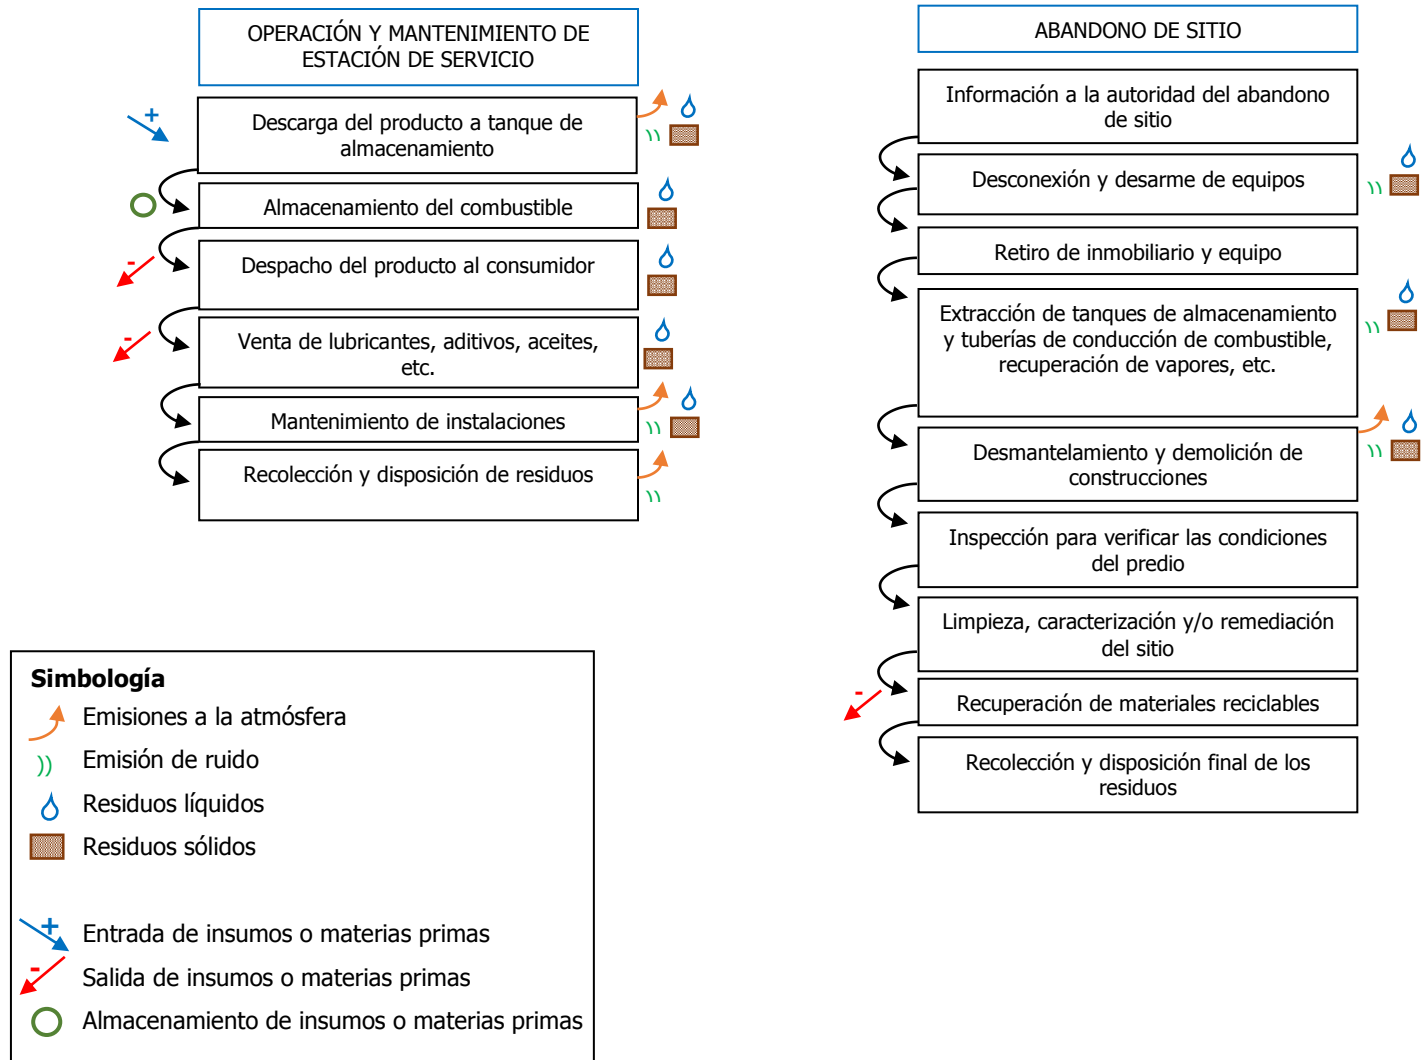 OPERACIÓN Y MANTENIMIENTO DE
ESTACIÓN DE SERVICIO
+
Descarga del producto a tanque de
almacenamiento
Almacenamiento del combustible
-
Despacho del producto al consumidor
-
Venta de lubricantes, aditivos, aceites,
etc.
Mantenimiento de instalaciones
Recolección y disposición de residuos
ABANDONO DE SITIO
Información a la autoridad del abandono
de sitio
Desconexión y desarme de equipos
Retiro de inmobiliario y equipo
Extracción de tanques de almacenamiento
y tuberías de conducción de combustible,
recuperación de vapores, etc.
Desmantelamiento y demolición de
construcciones
Inspección para verificar las condiciones
del predio
Limpieza, caracterización y/o remediación
del sitio
-
Recuperación de materiales reciclables
Recolección y disposición final de los
residuos
Simbología
Emisiones a la atmósfera
Emisión de ruido
Residuos líquidos
Residuos sólidos
+
Entrada de insumos o materias primas
-
Salida de insumos o materias primas
Almacenamiento de insumos o materias primas